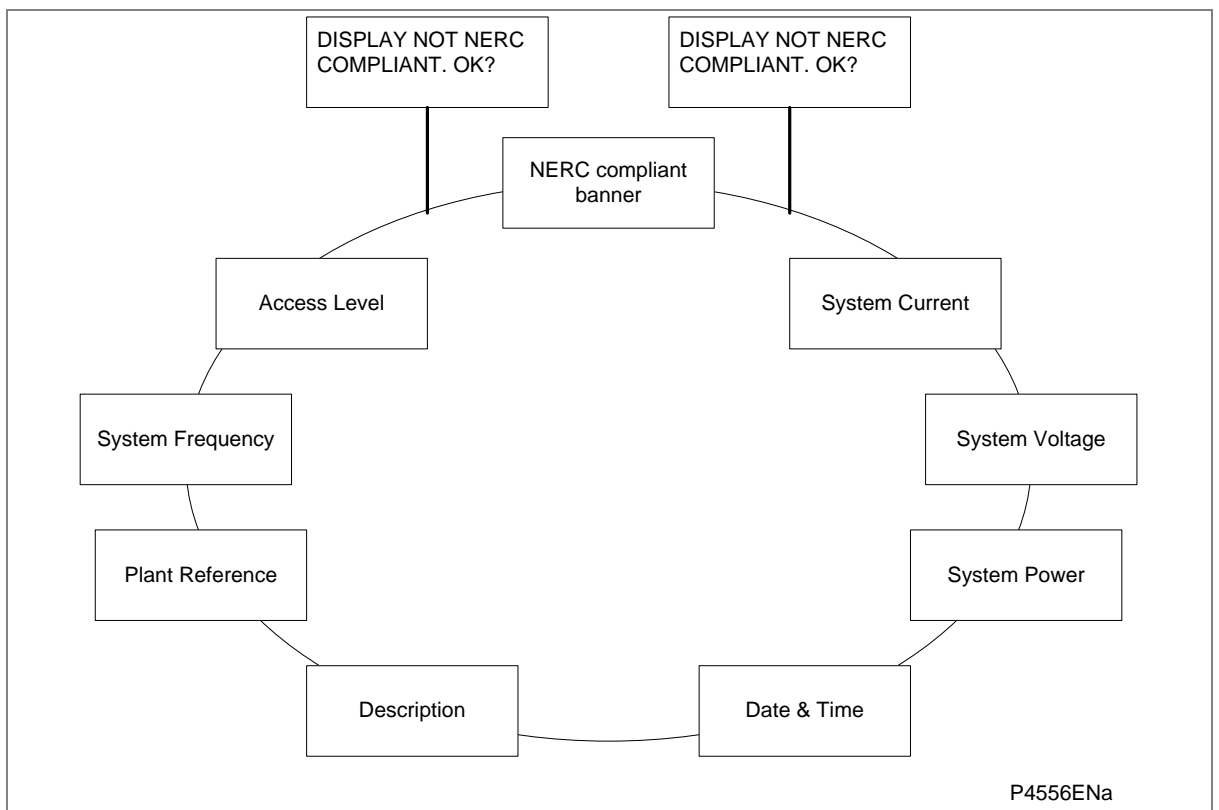 DISPLAY NOT NERC
COMPLIANT. OK?
DISPLAY NOT NERC
COMPLIANT. OK?
NERC compliant
banner
Access Level
System Current
System Frequency
System Voltage
Plant Reference
System Power
Description
Date & Time
P4556ENa